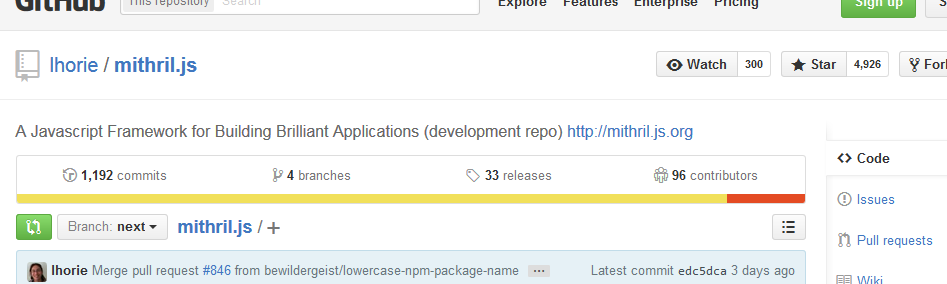 GitHub This repository Search Explore Features Enterprise Pricing Sign up
lhorie / mithril.js Watch 300 Star 4,926 Fork
A Javascript Framework for Building Brilliant Applications (development repo) http://mithril.js.org
1,192 commits 4 branches 33 releases 96 contributors
Code
Issues
Pull requests
Wiki
Branch: next mithril.js / +
lhorie Merge pull request #846 from bewildergeist/lowercase-npm-package-name ... Latest commit edc5dca 3 days ago